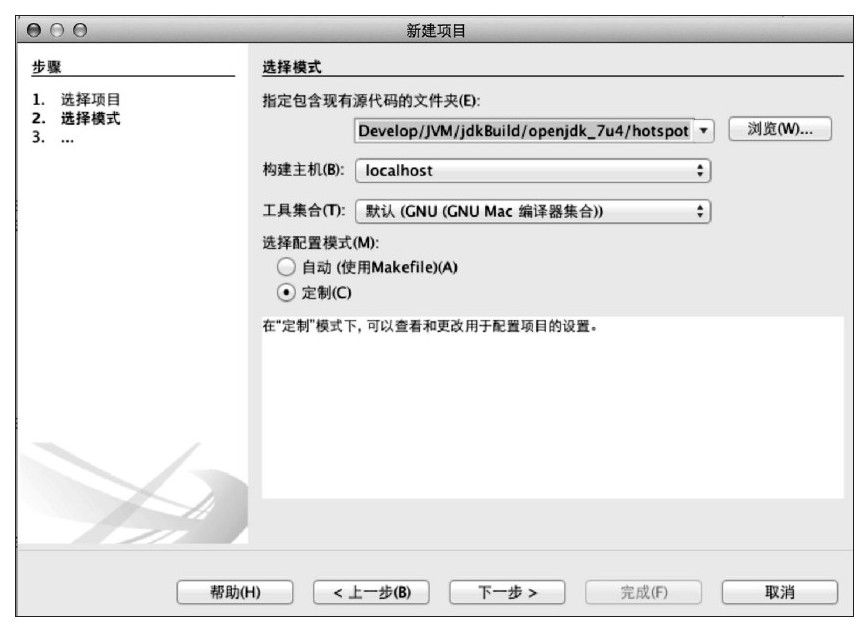 新建项目
步骤
1. 选择项目
2. 选择模式
3. ...
选择模式
指定包含现有源代码的文件夹(E):
Develop/JVM/jdkBuild/openjdk_7u4/hotspot
浏览(W)...
构建主机(B): localhost
工具集合(T): 默认 (GNU (GNU Mac 编译器集合))
选择配置模式(M):
自动 (使用Makefile)(A)
定制(C)
在“定制”模式下, 可以查看和更改用于配置项目的设置。
帮助(H) < 上一步(B) 下一步 > 完成(F) 取消